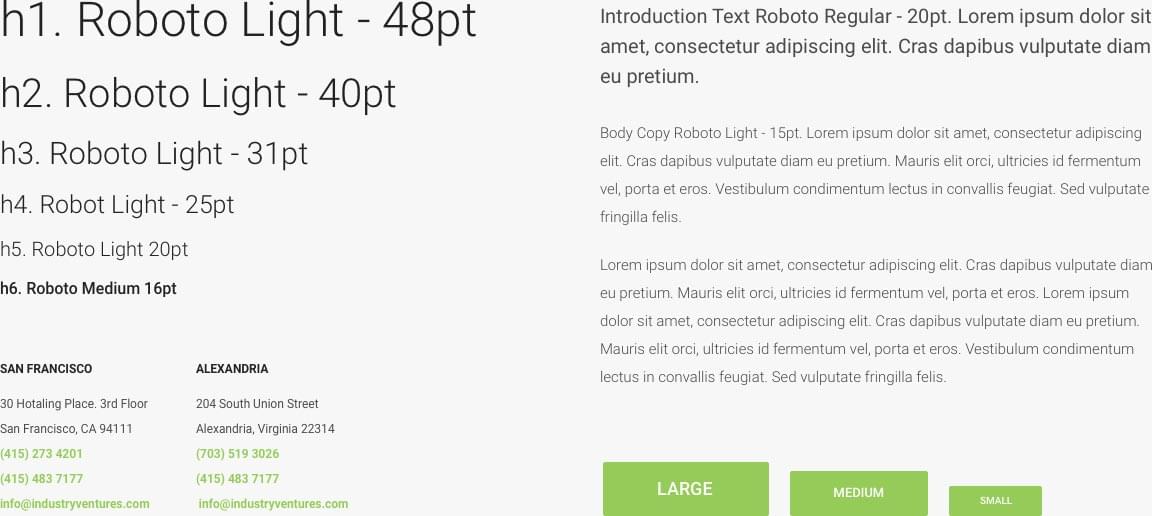 h1. Roboto Light - 48pt
h2. Roboto Light - 40pt
h3. Roboto Light - 31pt
h4. Robot Light - 25pt
h5. Roboto Light 20pt
h6. Roboto Medium 16pt
SAN FRANCISCO
30 Hotaling Place. 3rd Floor
San Francisco, CA 94111
(415) 273 4201
(415) 483 7177
info@industryventures.com
ALEXANDRIA
204 South Union Street
Alexandria, Virginia 22314
(703) 519 3026
(415) 483 7177
info@industryventures.com
Introduction Text Roboto Regular - 20pt. Lorem ipsum dolor sit
amet, consectetur adipiscing elit. Cras dapibus vulputate diam
eu pretium.
Body Copy Roboto Light - 15pt. Lorem ipsum dolor sit amet, consectetur adipiscing
elit. Cras dapibus vulputate diam eu pretium. Mauris elit orci, ultricies id fermentum
vel, porta et eros. Vestibulum condimentum lectus in convallis feugiat. Sed vulputate
fringilla felis.
Lorem ipsum dolor sit amet, consectetur adipiscing elit. Cras dapibus vulputate diam
eu pretium. Mauris elit orci, ultricies id fermentum vel, porta et eros. Lorem ipsum
dolor sit amet, consectetur adipiscing elit. Cras dapibus vulputate diam eu pretium.
Mauris elit orci, ultricies id fermentum vel, porta et eros. Vestibulum condimentum
lectus in convallis feugiat. Sed vulputate fringilla felis.
LARGE
MEDIUM
SMALL